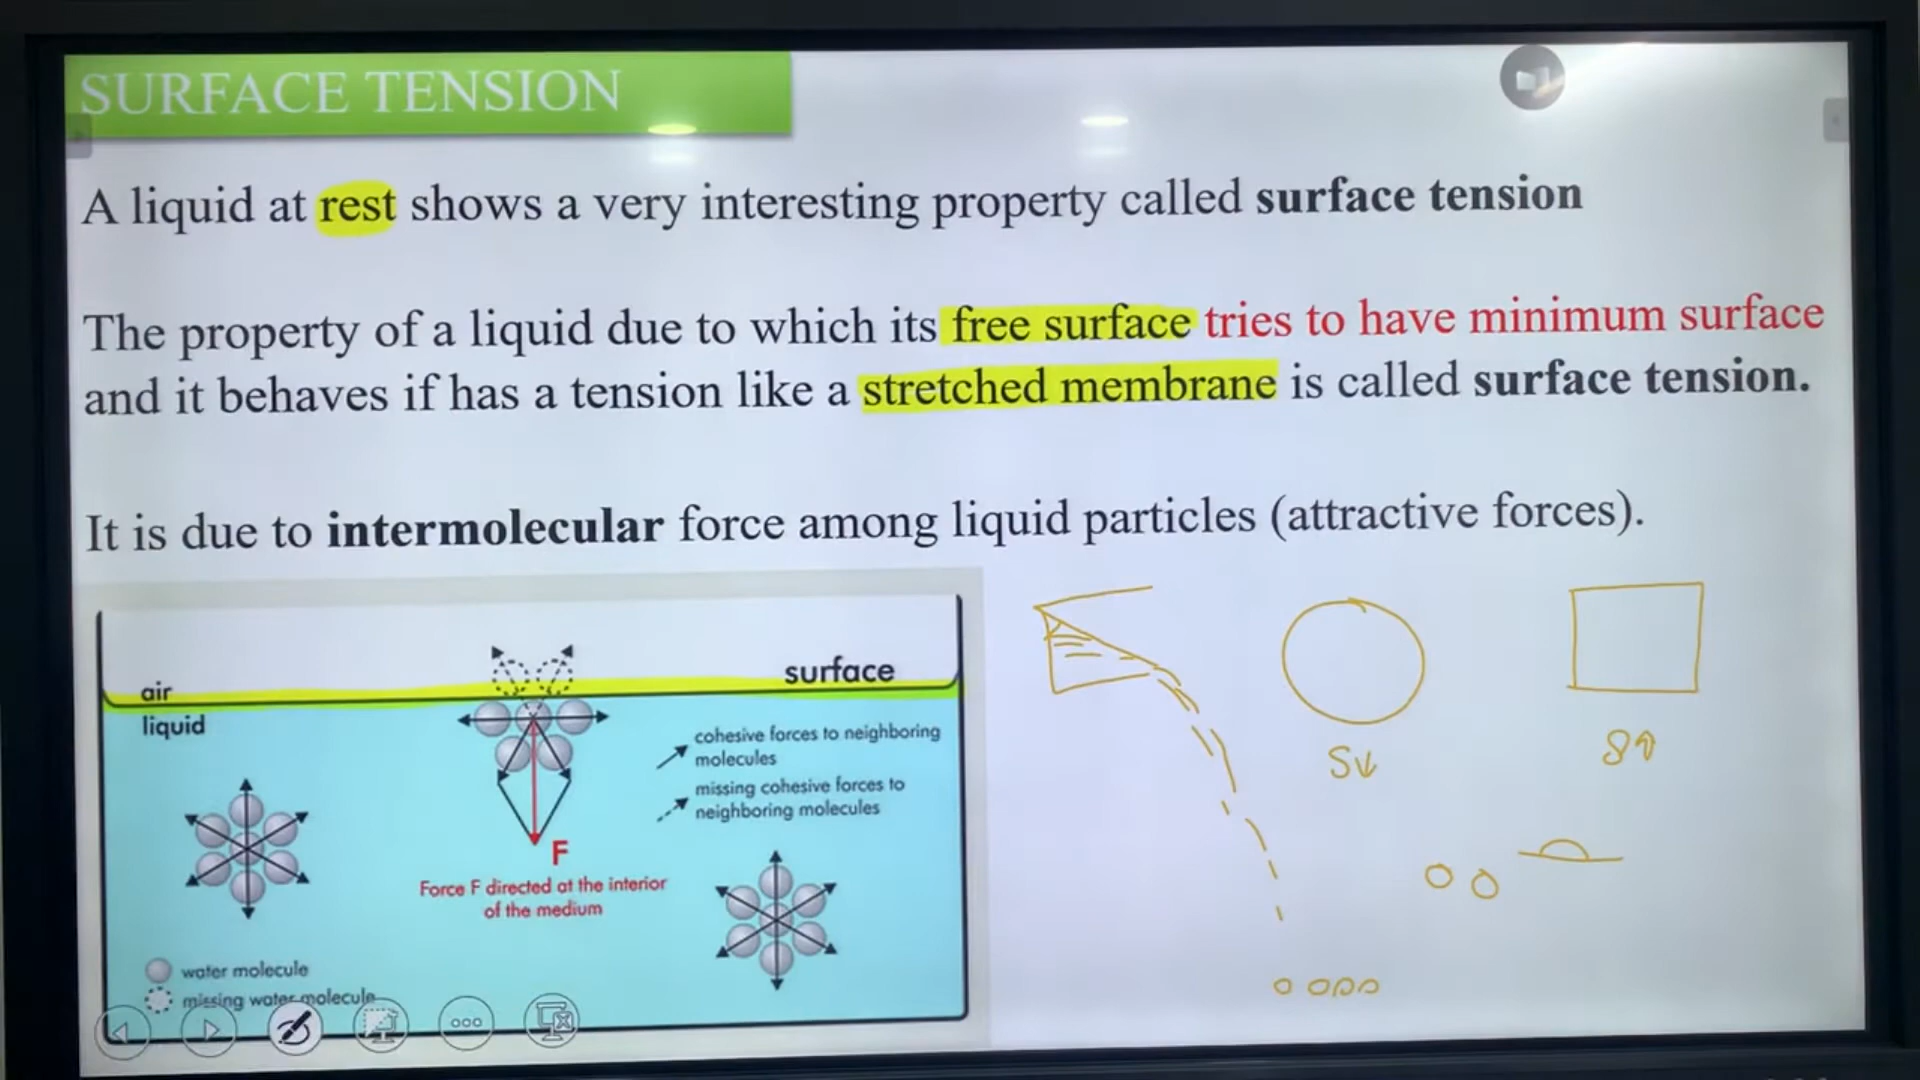 SURFACE TENSION
A liquid at rest shows a very interesting property called surface tension
The property of a liquid due to which its free surface tries to have minimum surface
and it behaves if has a tension like a stretched membrane is called surface tension.
It is due to intermolecular force among liquid particles (attractive forces).
air
surface
liquid
cohesive forces to neighboring
molecules
missing cohesive forces to
neighboring molecules
F
Force F directed at the interior
of the medium
water molecule
missing water molecule
S↓
S↑